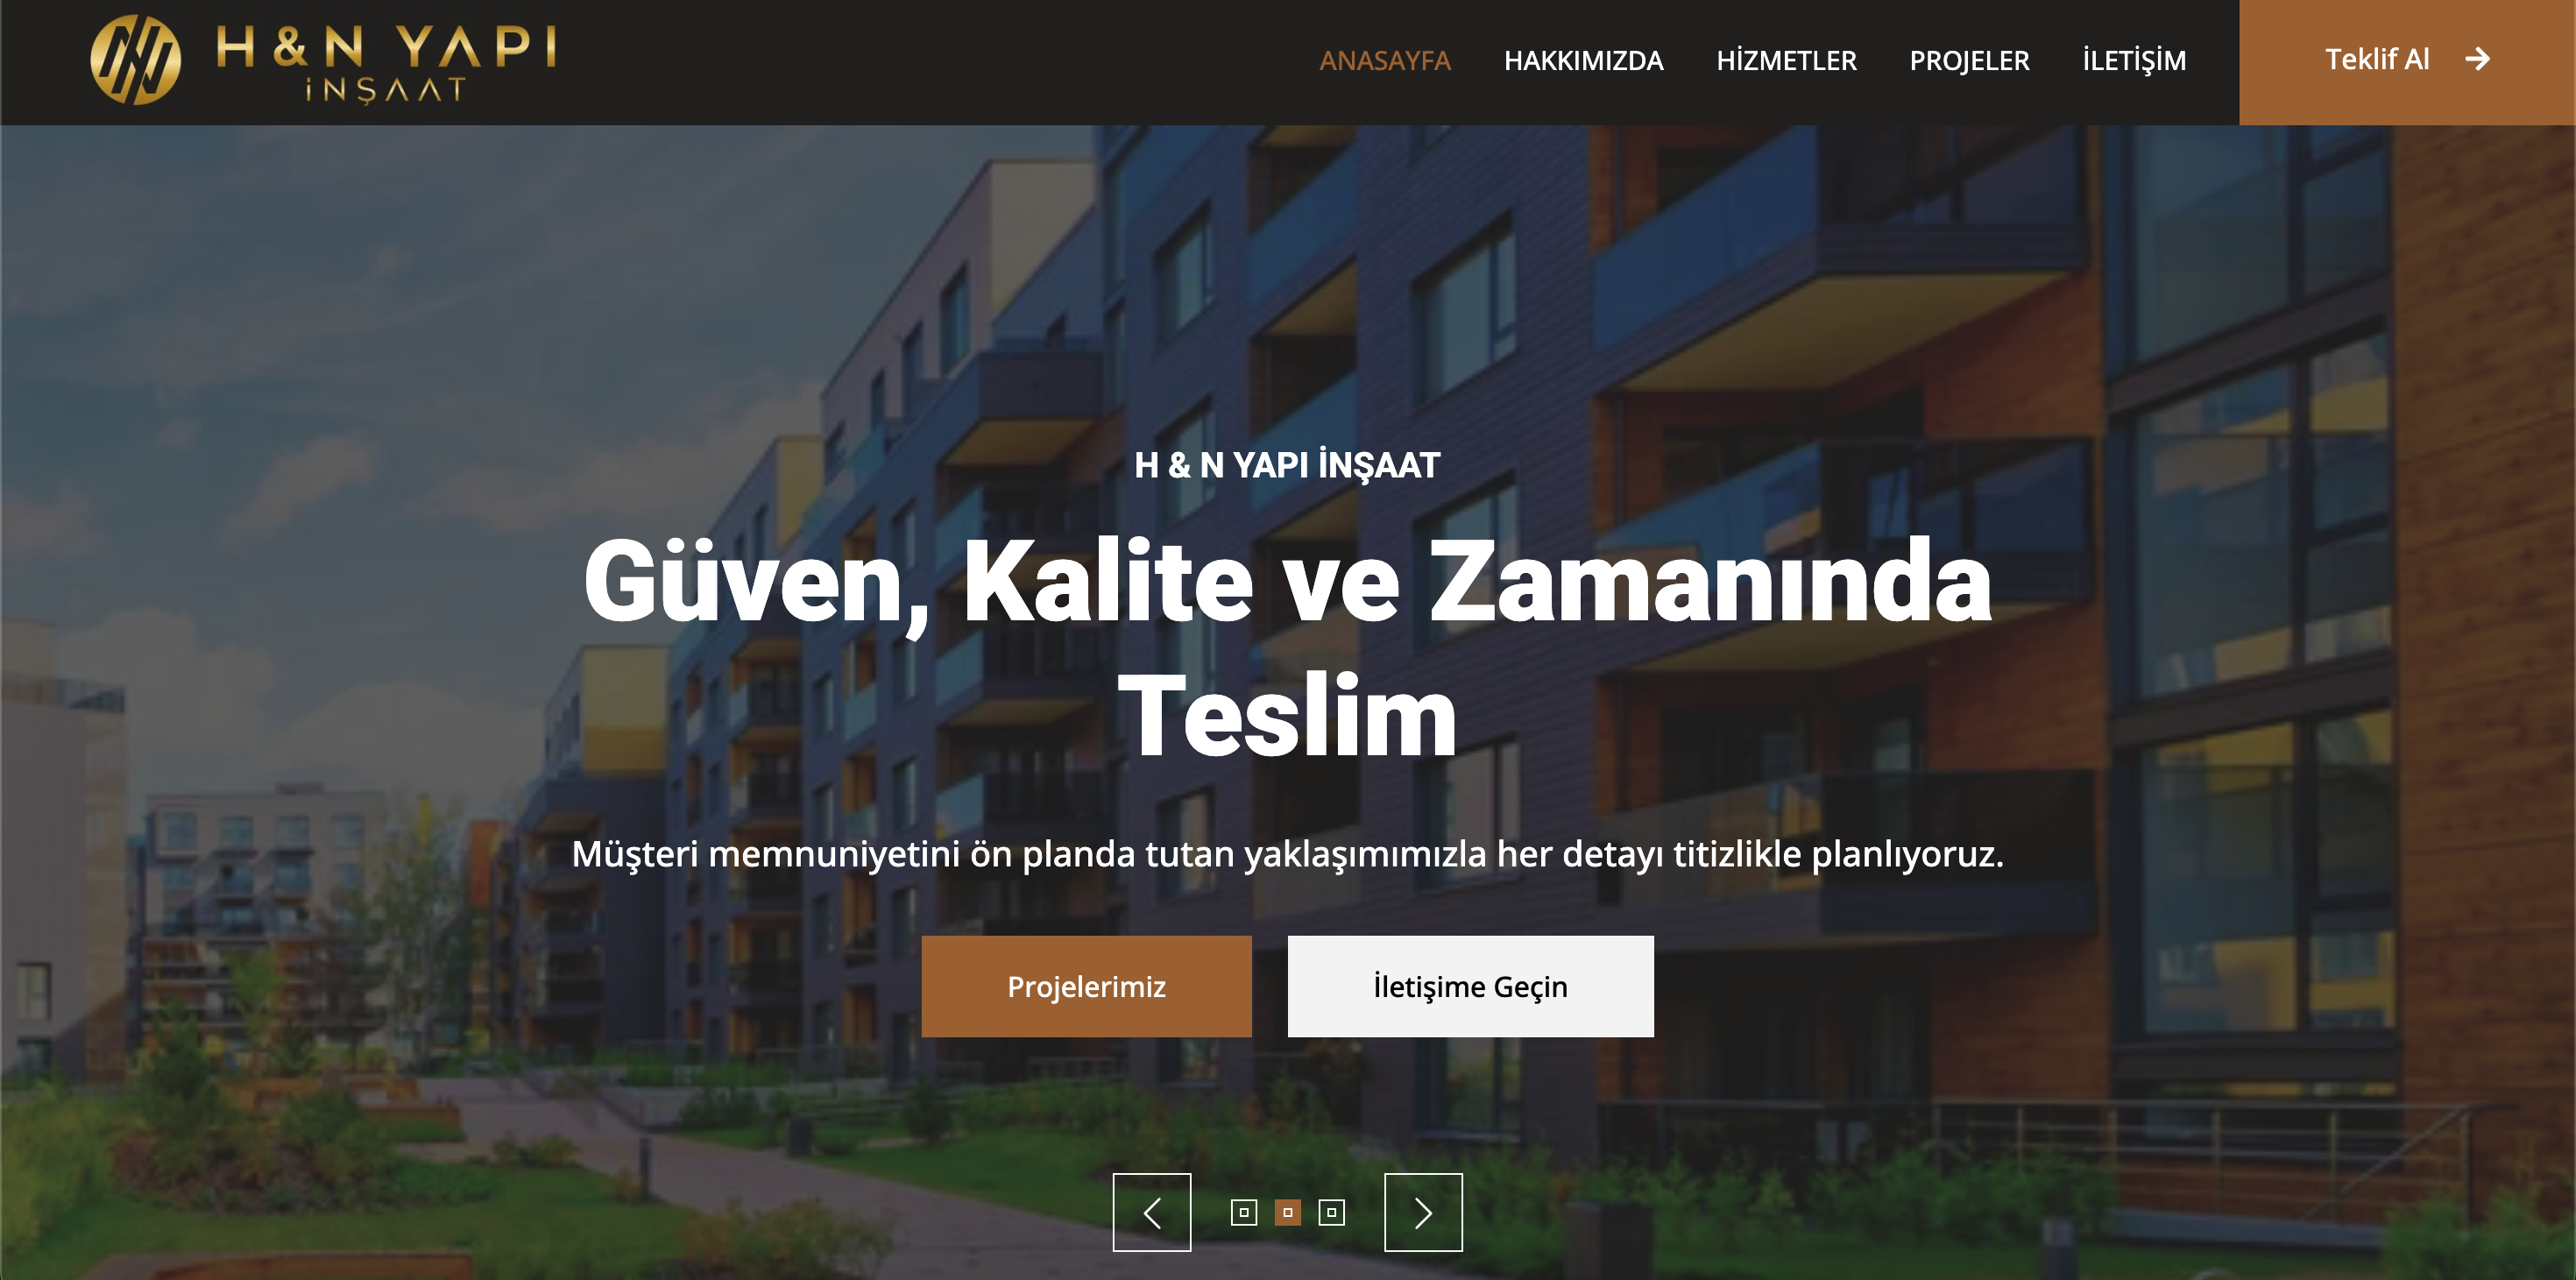 H & N YAPI
İNŞAAT
ANASAYFA
HAKKIMIZDA
HİZMETLER
PROJELER
İLETİŞİM
Teklif Al
H & N YAPI İNŞAAT
Güven, Kalite ve Zamanında
Teslim
Müşteri memnuniyetini ön planda tutan yaklaşımımızla her detayı titizlikle planlıyoruz.
Projelerimiz
İletişime Geçin